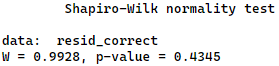 Shapiro-Wilk normality test
data:  resid_correct
W = 0.9928, p-value = 0.4345